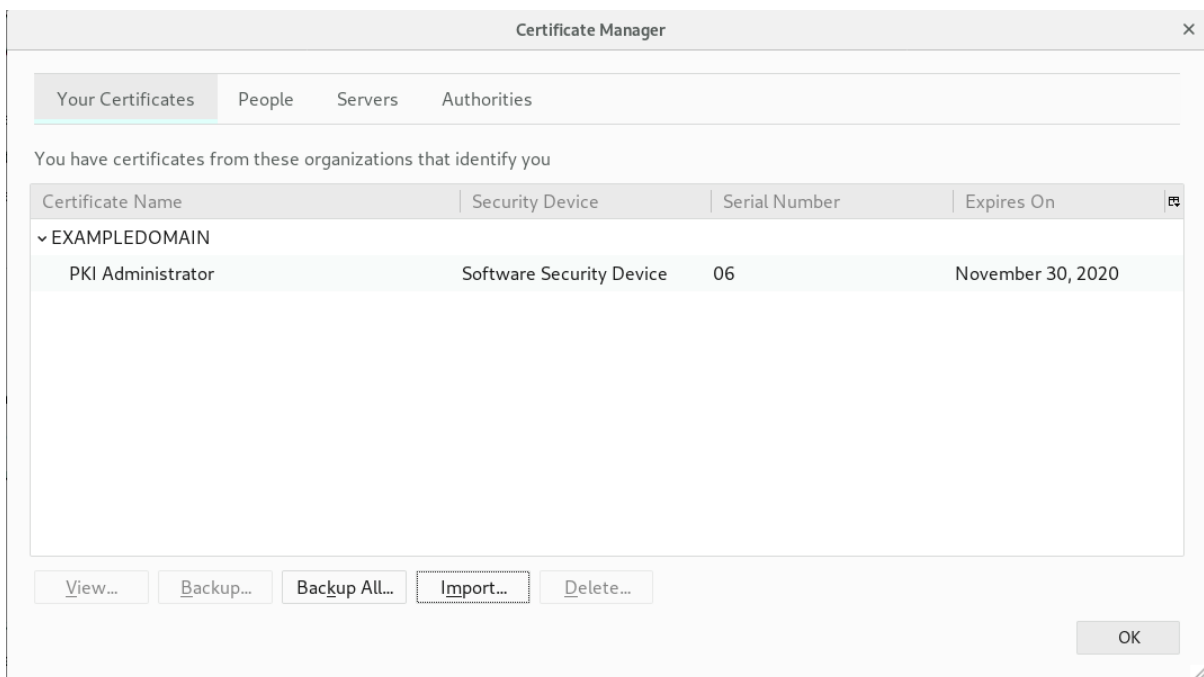 Certificate Manager
Your Certificates People Servers Authorities
You have certificates from these organizations that identify you
Certificate Name Security Device Serial Number Expires On
EXAMPLEDOMAIN
PKI Administrator Software Security Device 06 November 30, 2020
View... Backup... Backup All... Import... Delete...
OK